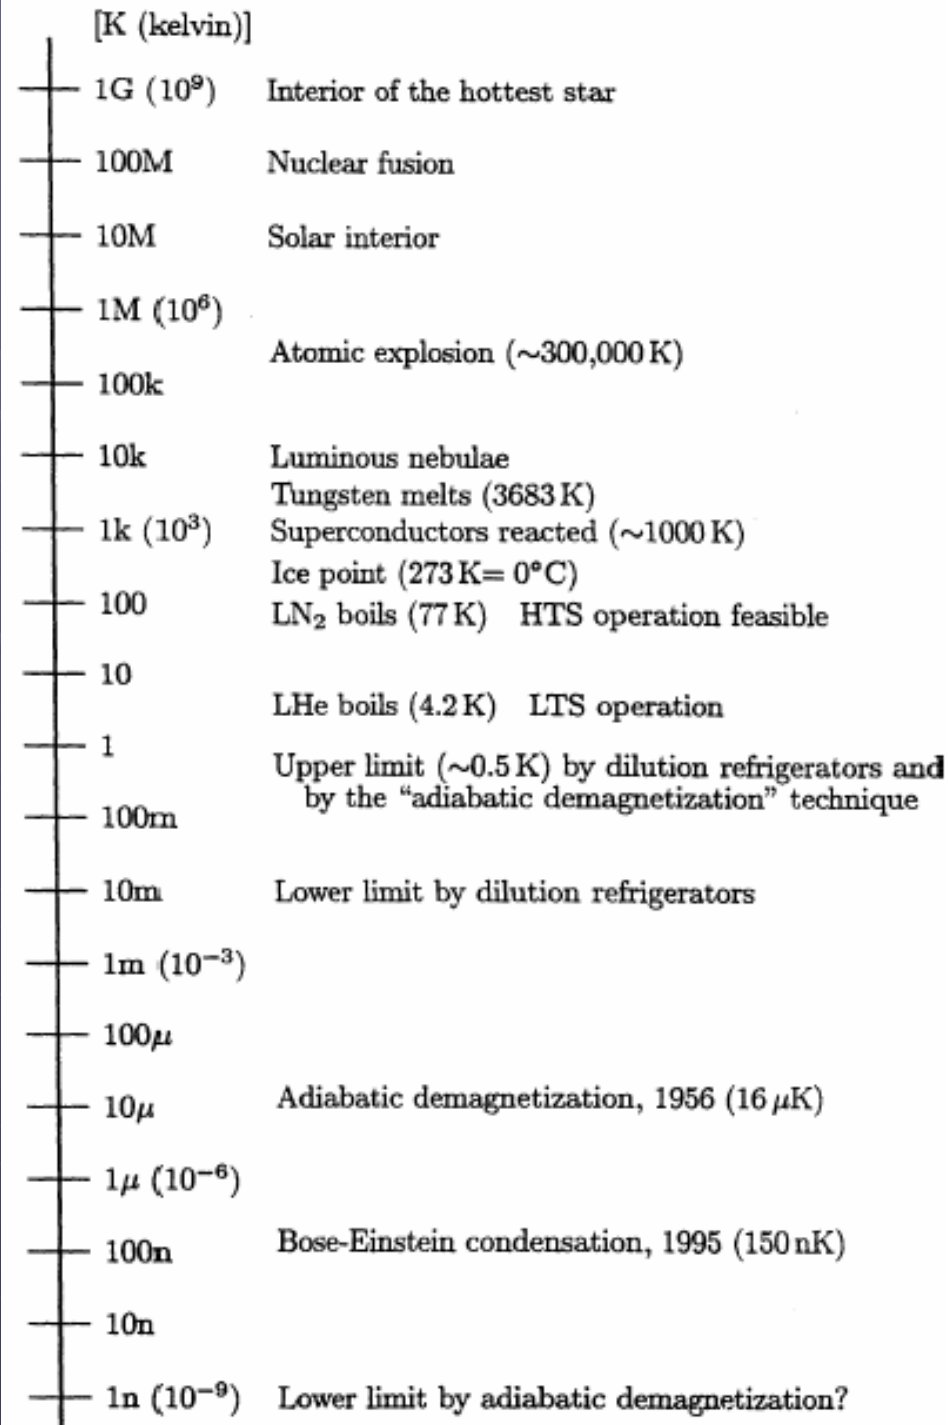 [K (kelvin)]
1G (10⁹) Interior of the hottest star
100M Nuclear fusion
10M Solar interior
1M (10⁶)
Atomic explosion (~300,000 K)
100k
10k Luminous nebulae
Tungsten melts (3683 K)
1k (10³) Superconductors reacted (~1000 K)
Ice point (273 K= 0°C)
100
LN₂ boils (77 K) HTS operation feasible
10
LHe boils (4.2 K) LTS operation
1
Upper limit (~0.5 K) by dilution refrigerators and
by the “adiabatic demagnetization” technique
100m
10m Lower limit by dilution refrigerators
1m (10⁻³)
100μ
10μ Adiabatic demagnetization, 1956 (16 μK)
1μ (10⁻⁶)
100n Bose-Einstein condensation, 1995 (150 nK)
10n
1n (10⁻⁹) Lower limit by adiabatic demagnetization?